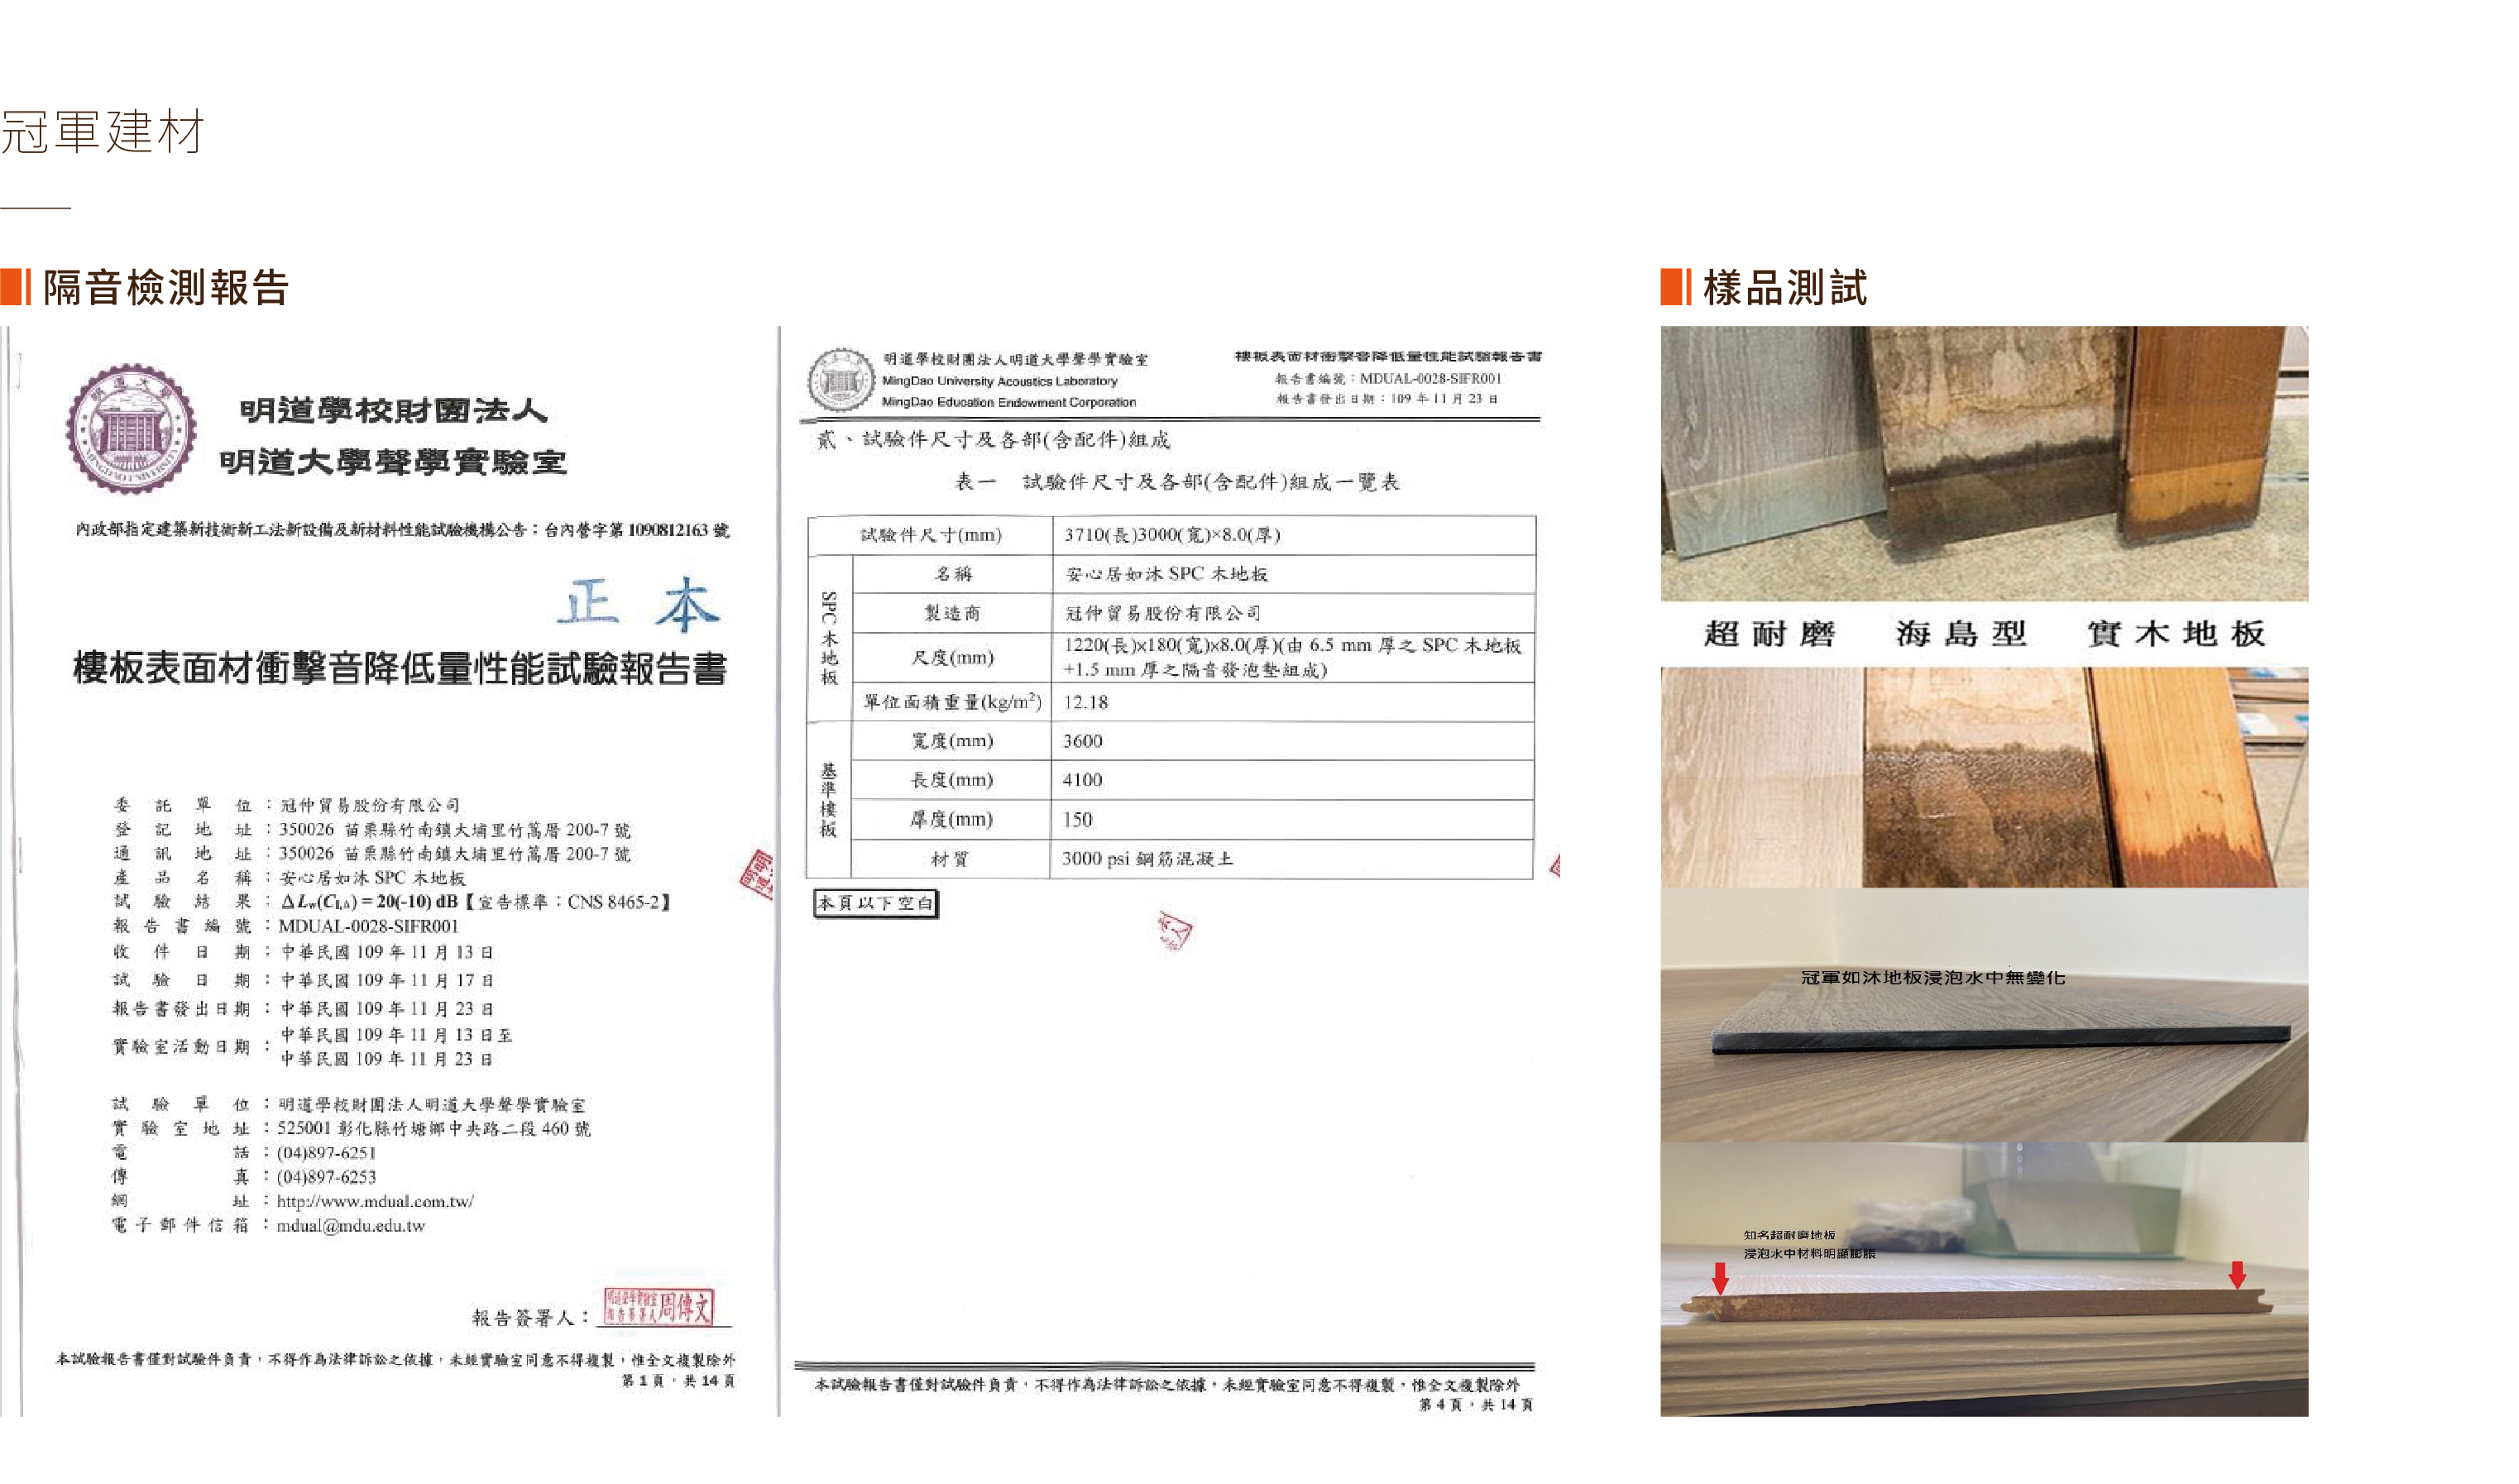 冠軍建材
隔音檢測報告
明道學校財團法人
明道大學聲學實驗室
內政部指定建築新技術新工法新設備及新材料性能試驗機構公告：台內營字第 1090812163 號
正 本
樓板表面材衝擊音降低量性能試驗報告書
委託單位：冠仲貿易股份有限公司
登記地址：350026 苗栗縣竹南鎮大埔里竹篙厝 200-7 號
通訊地址：350026 苗栗縣竹南鎮大埔里竹篙厝 200-7 號
產品名稱：安心居如沐 SPC 木地板
試驗結果：ΔLw(CI,Δ) = 20(-10) dB【宣告標準：CNS 8465-2】
報告書編號：MDUAL-0028-SIFR001
收件日期：中華民國 109 年 11 月 13 日
試驗日期：中華民國 109 年 11 月 17 日
報告書發出日期：中華民國 109 年 11 月 23 日
實驗室活動日期：中華民國 109 年 11 月 13 日至
中華民國 109 年 11 月 23 日
試驗單位：明道學校財團法人明道大學聲學實驗室
實驗室地址：525001 彰化縣竹塘鄉中央路二段 460 號
電話：(04)897-6251
傳真：(04)897-6253
網址：http://www.mdual.com.tw/
電子郵件信箱：mdual@mdu.edu.tw
報告簽署人：周傳文
本試驗報告書僅對試驗件負責，不得作為法律訴訟之依據，未經實驗室同意不得複製，惟全文複製除外
第 1 頁，共 14 頁
明道學校財團法人明道大學聲學實驗室
MingDao University Acoustics Laboratory
MingDao Education Endowment Corporation
樓板表面材衝擊音降低量性能試驗報告書
報告書編號：MDUAL-0028-SIFR001
報告書發出日期：109 年 11 月 23 日
貳、試驗件尺寸及各部(含配件)組成
表一 試驗件尺寸及各部(含配件)組成一覽表
試驗件尺寸(mm) 3710(長)3000(寬)×8.0(厚)
SPC 木地板
名稱 安心居如沐 SPC 木地板
製造商 冠仲貿易股份有限公司
尺度(mm) 1220(長)×180(寬)×8.0(厚)(由 6.5 mm 厚之 SPC 木地板
+1.5 mm 厚之隔音發泡墊組成)
單位面積重量(kg/m²) 12.18
基準樓板
寬度(mm) 3600
長度(mm) 4100
厚度(mm) 150
材質 3000 psi 鋼筋混凝土
本頁以下空白
本試驗報告書僅對試驗件負責，不得作為法律訴訟之依據，未經實驗室同意不得複製，惟全文複製除外
第 4 頁，共 14 頁
樣品測試
超耐磨 海島型 實木地板
冠軍如沐地板浸泡水中無變化
知名超耐磨地板
浸泡水中材料明顯膨脹